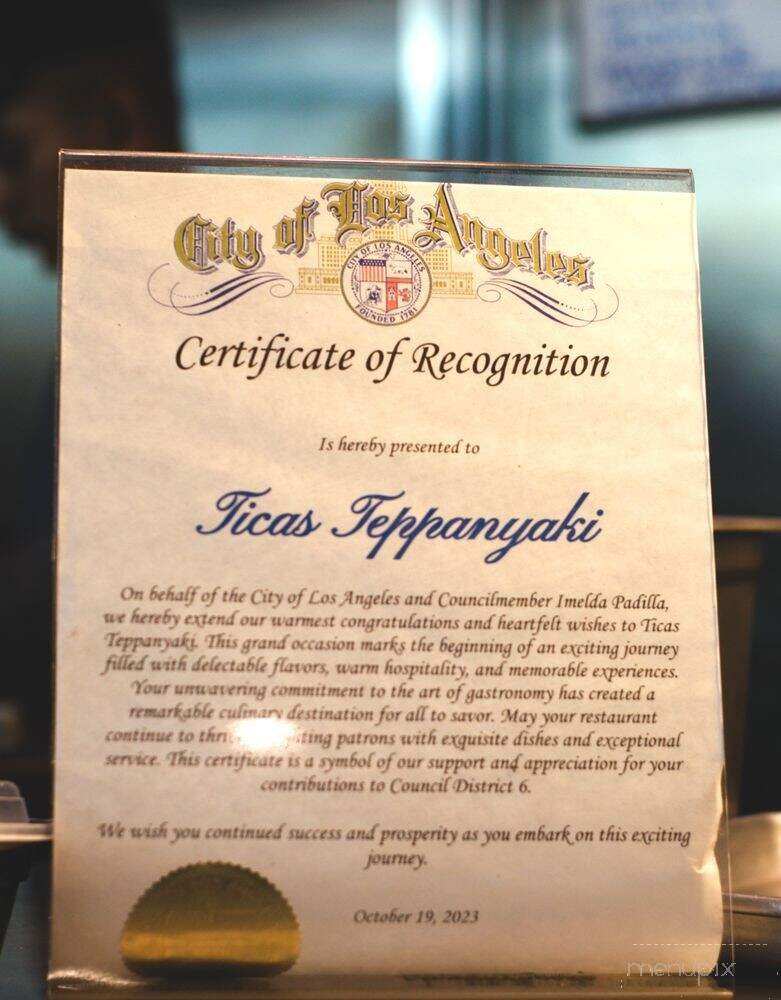 City of Los Angeles
CITY OF LOS ANGELES
FOUNDED 1781
Certificate of Recognition
Is hereby presented to
Ticas Teppanyaki
On behalf of the City of Los Angeles and Councilmember Imelda Padilla,
we hereby extend our warmest congratulations and heartfelt wishes to Ticas
Teppanyaki. This grand occasion marks the beginning of an exciting journey
filled with delectable flavors, warm hospitality, and memorable experiences.
Your unwavering commitment to the art of gastronomy has created a
remarkable culinary destination for all to savor. May your restaurant
continue to patrons with exquisite dishes and exceptional
service. This certificate is a symbol of our support and appreciation for your
contributions to Council District 6.
We wish you continued success and prosperity as you embark on this exciting
journey.
October 19, 2023
menupix